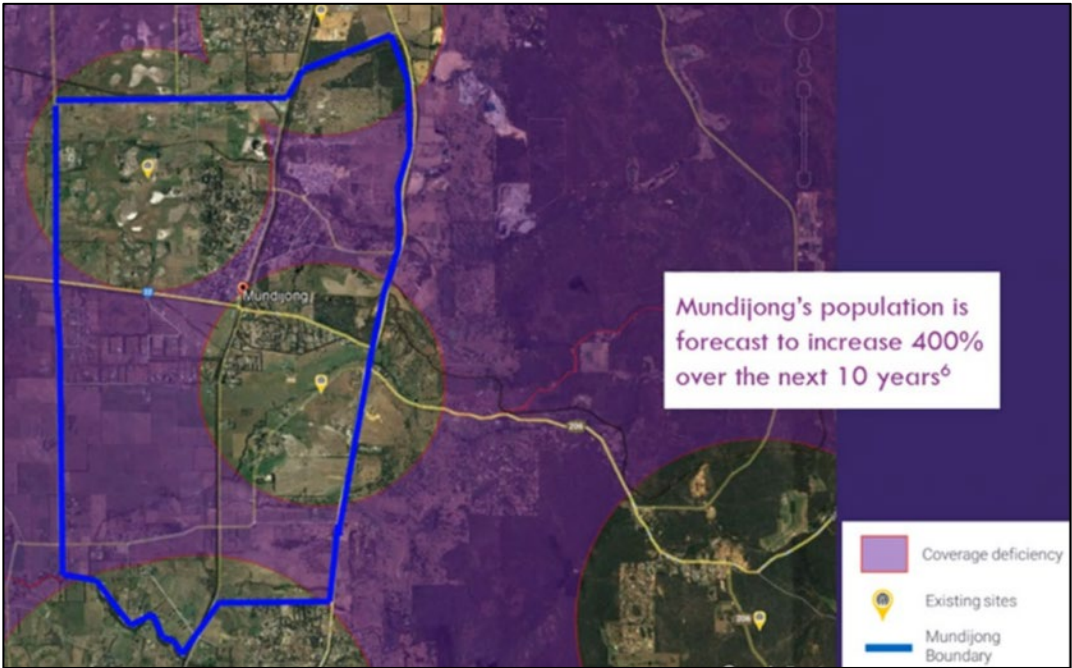 Mundijong
Mundijong's population is
forecast to increase 400%
over the next 10 years⁶
Coverage deficiency
Existing sites
Mundijong
Boundary